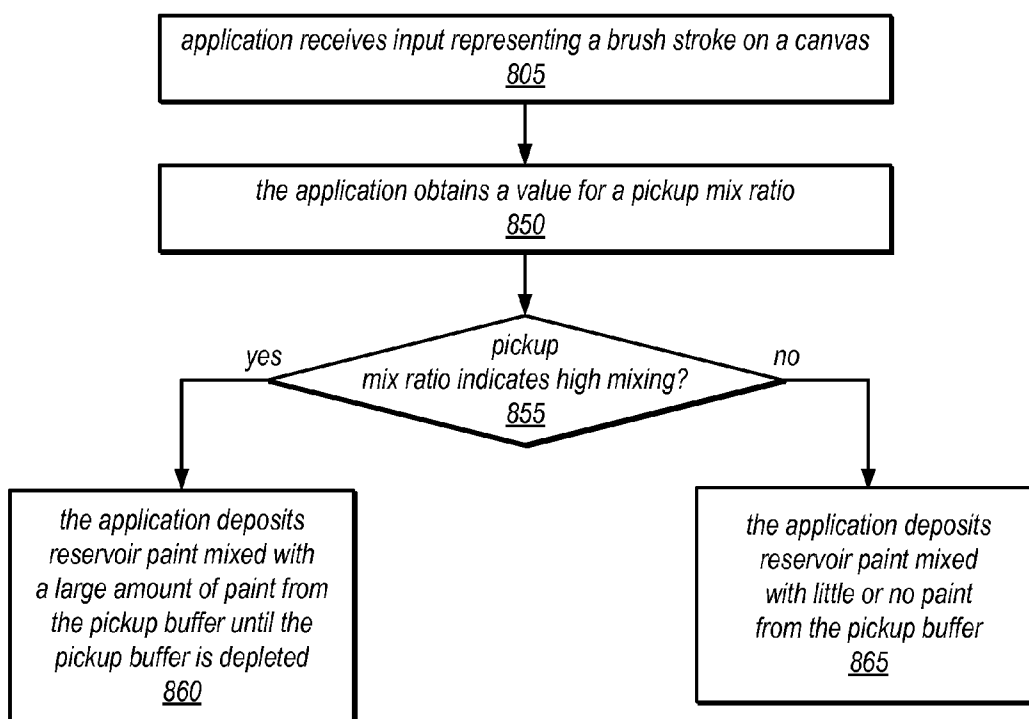 application receives input representing a brush stroke on a canvas
805
the application obtains a value for a pickup mix ratio
850
yes
pickup
no
mix ratio indicates high mixing?
855
the application deposits
reservoir paint mixed with
a large amount of paint from
the pickup buffer until the
pickup buffer is depleted
860
the application deposits
reservoir paint mixed
with little or no paint
from the pickup buffer
865